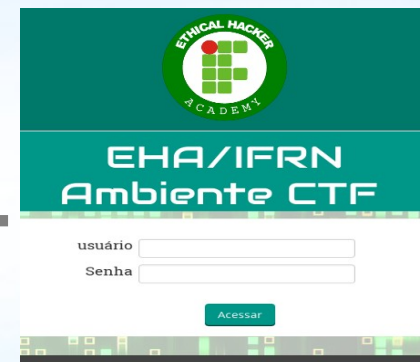 ETHICAL HACKER
ACADEMY
EHA/IFRN
Ambiente CTF
usuário
Senha
Acessar